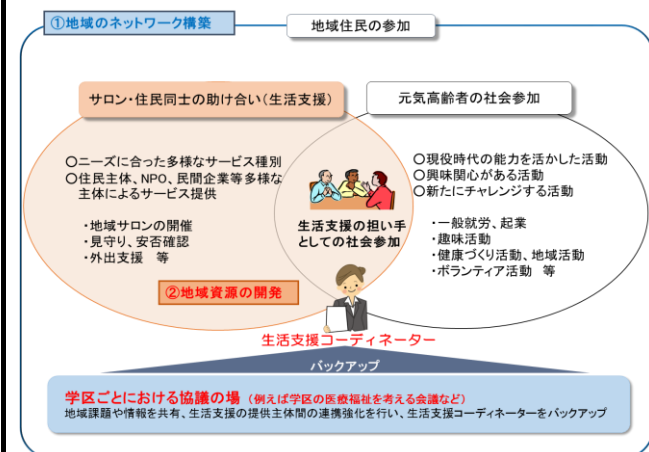 ①地域のネットワーク構築
地域住民の参加
サロン・住民同士の助け合い(生活支援)
元気高齢者の社会参加
〇ニーズに合った多様なサービス種別
〇住民主体、NPO、民間企業等多様な
主体によるサービス提供
・地域サロンの開催
・見守り、安否確認
・外出支援 等
②地域資源の開発
生活支援の担い手
としての社会参加
〇現役時代の能力を活かした活動
〇興味関心がある活動
〇新たにチャレンジする活動
・一般就労、起業
・趣味活動
・健康づくり活動、地域活動
・ボランティア活動 等
生活支援コーディネーター
バックアップ
学区ごとにおける協議の場 (例えば学区の医療福祉を考える会議など)
地域課題や情報を共有、生活支援の提供主体間の連携強化を行い、生活支援コーディネーターをバックアップ